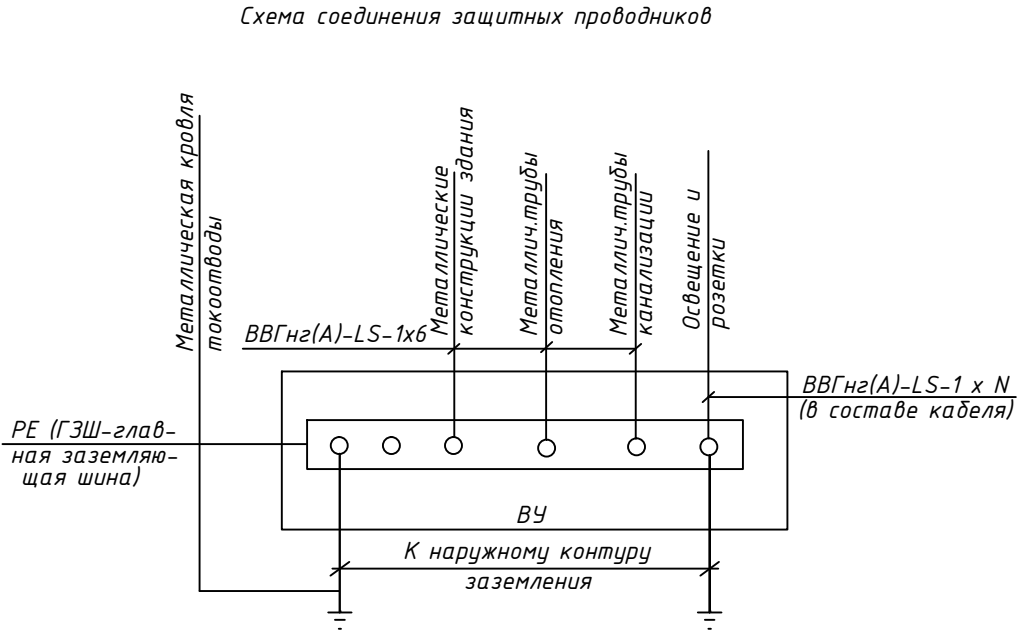 Схема соединения защитных проводников
Металлическая кровля
токоотводы
Металлические
конструкции здания
Металлич.трубы
отопления
Металлич.трубы
канализации
Освещение и
розетки
ВВГнг(А)-LS-1х6
ВВГнг(А)-LS-1 х N
(в составе кабеля)
PE (ГЗШ-глав-
ная заземляю-
щая шина)
ВУ
К наружному контуру
заземления